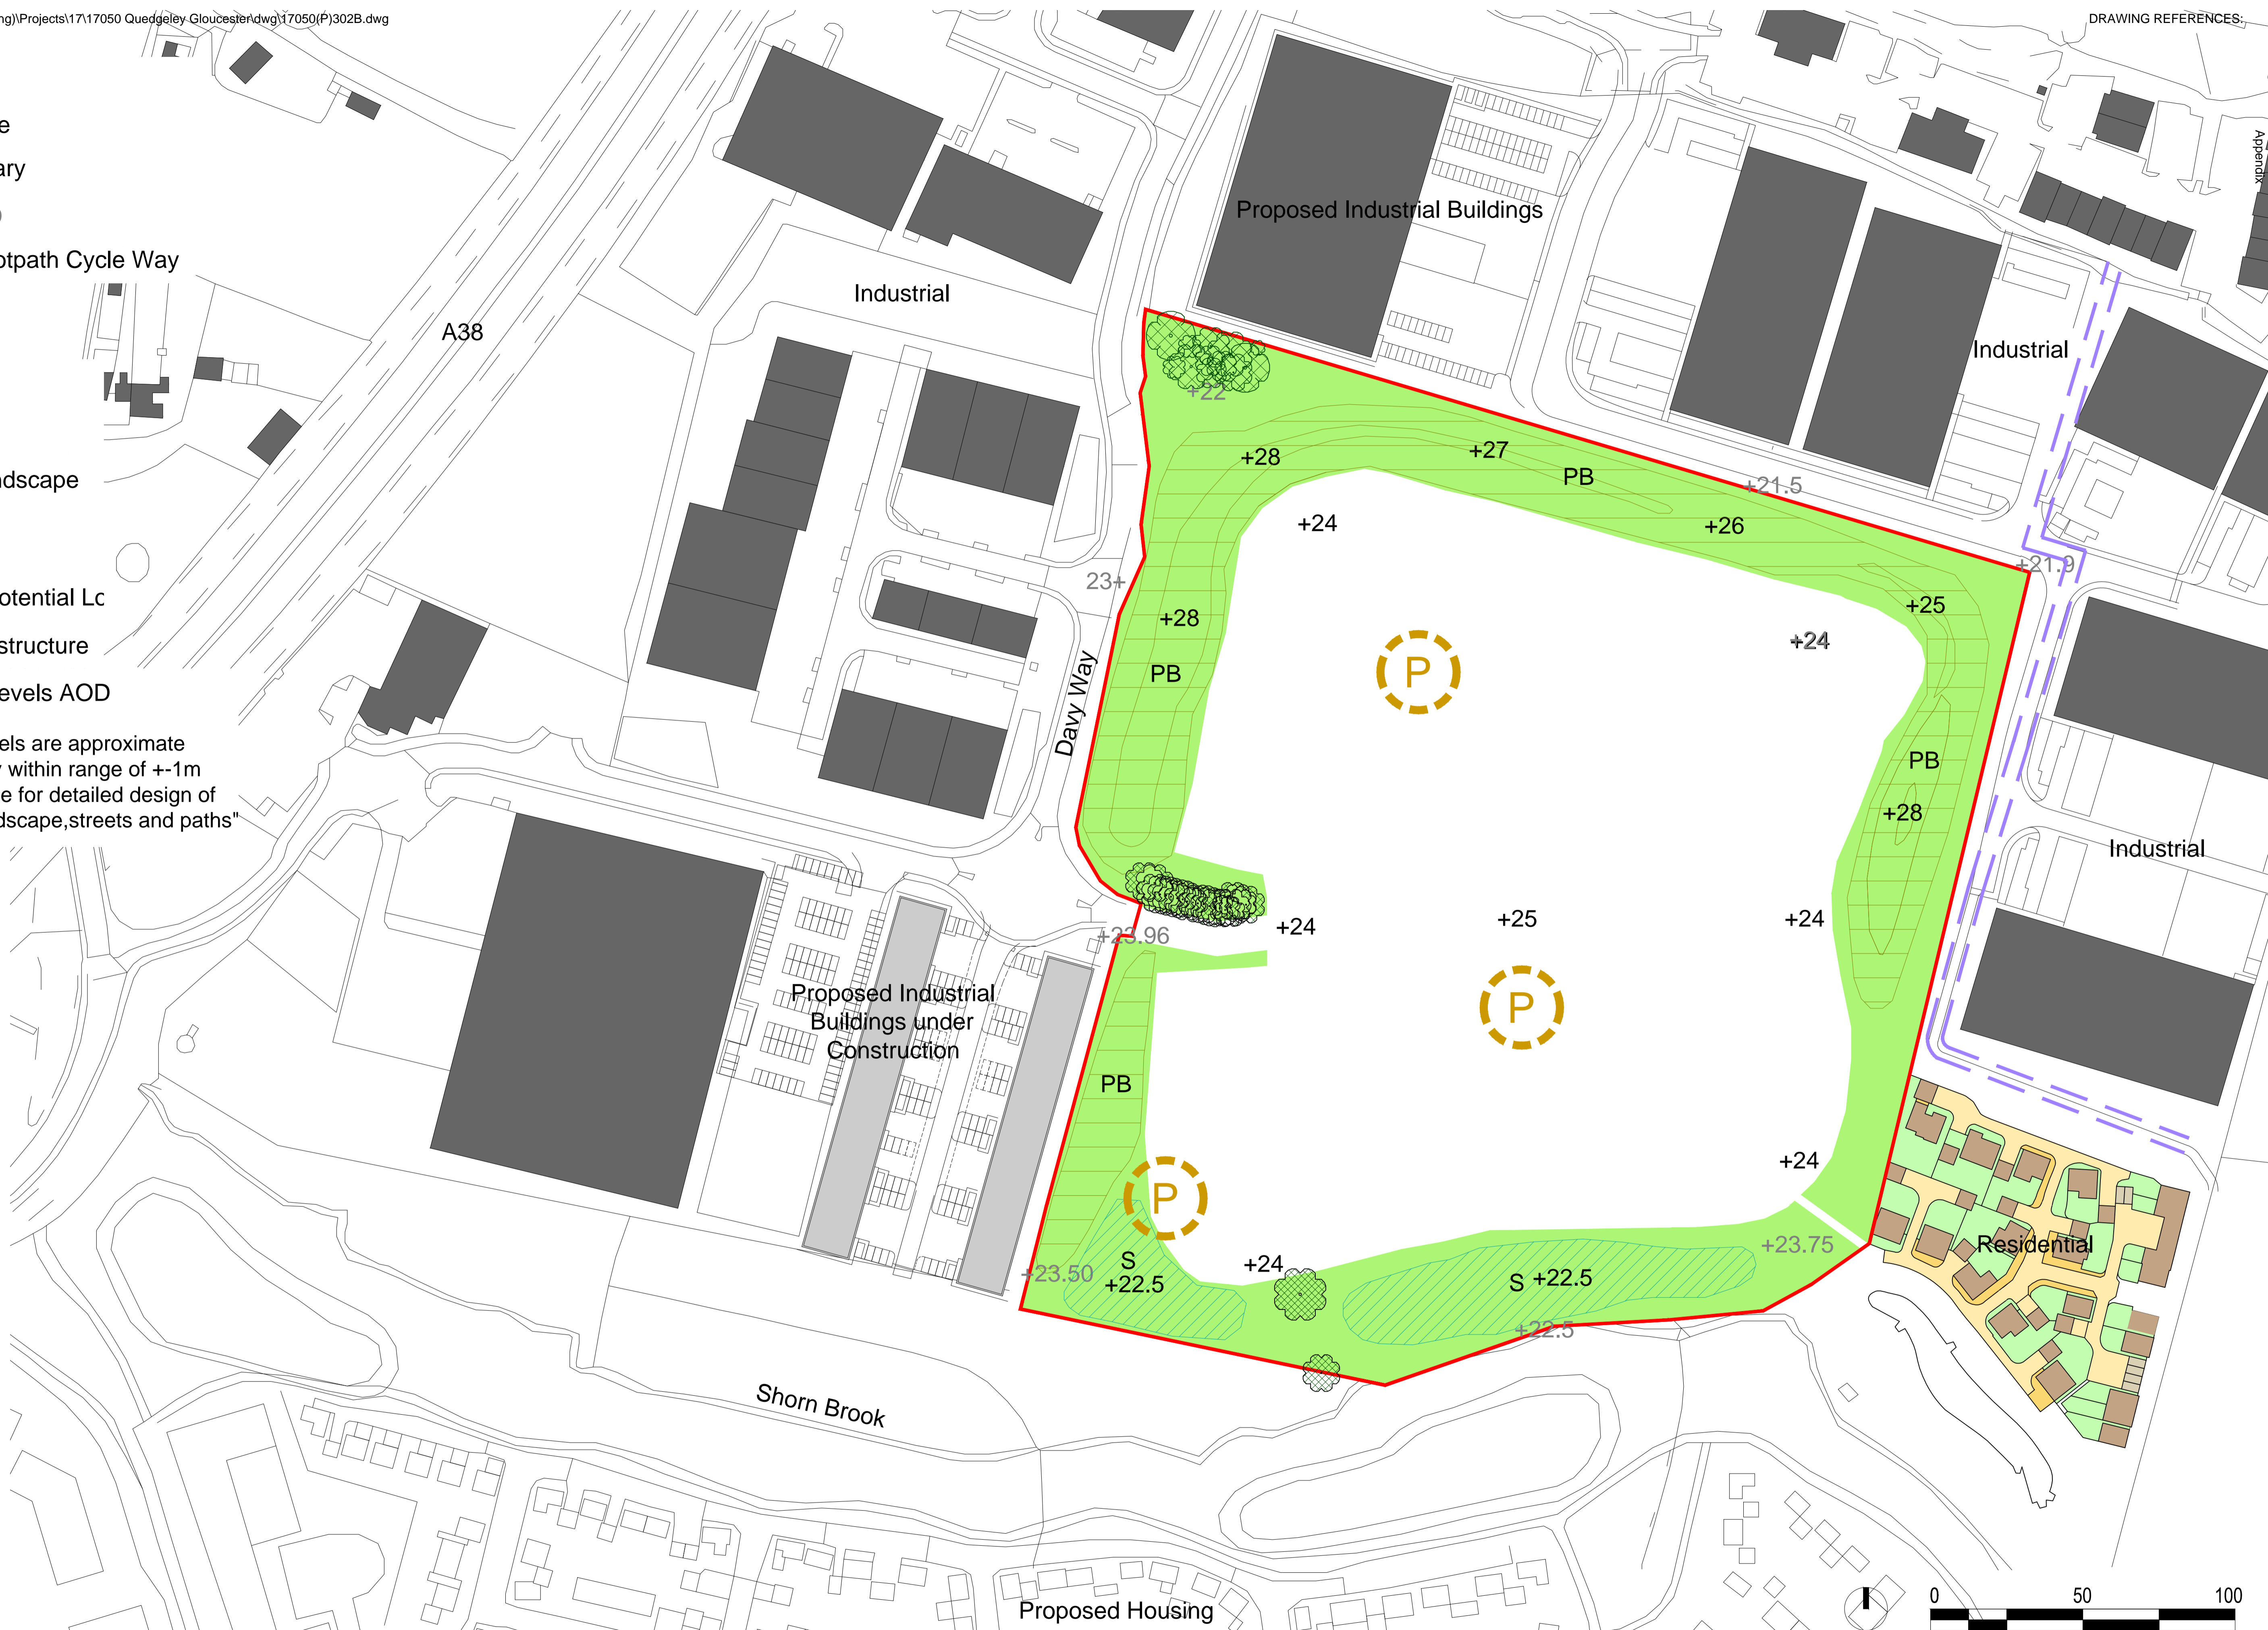 ng)\Projects\17\17050 Quedgeley Gloucester\dwg\17050(P)302B.dwg
DRAWING REFERENCES:
e
ary
)
otpath Cycle Way
ndscape
otential Lo
structure
evels AOD
els are approximate
y within range of +-1m
e for detailed design of
dscape,streets and paths"
Appendix
A38
Industrial
Proposed Industrial Buildings
Industrial
+22
+28
+27
PB
+21.5
+26
+24
+21.9
23+
+28
+25
+24
PB
P
Davy Way
PB
+28
Industrial
+24
+25
+24
+23.96
Proposed Industrial
Buildings under
Construction
P
PB
+24
P
S
+22.5
+24
S +22.5
+23.75
+23.50
+22.5
Residential
Shorn Brook
Proposed Housing
0 50 100